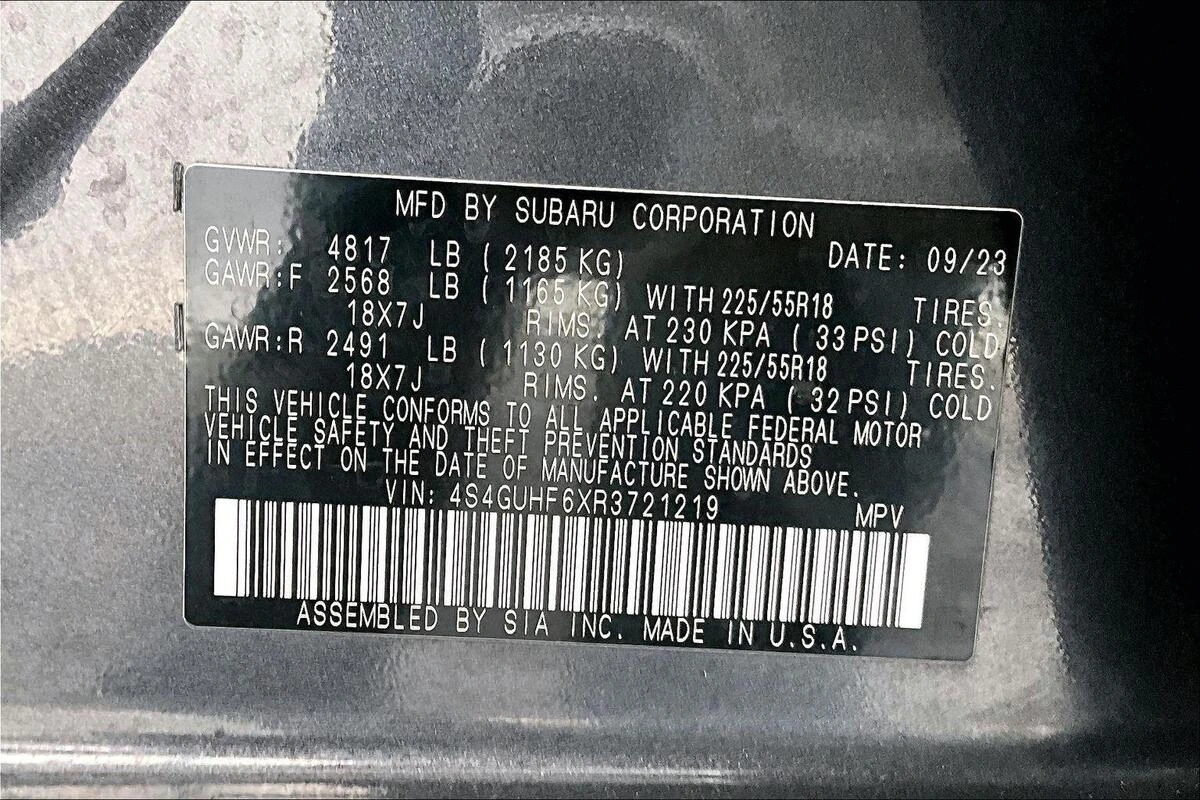 MFD BY SUBARU CORPORATION
GVWR: 4817 LB ( 2185 KG) DATE: 09/23
GAWR:F 2568 LB ( 1165 KG) WITH 225/55R18 TIRES.
18X7J RIMS. AT 230 KPA ( 33 PSI) COLD.
GAWR:R 2491 LB ( 1130 KG) WITH 225/55R18 TIRES.
18X7J RIMS. AT 220 KPA ( 32 PSI) COLD
THIS VEHICLE CONFORMS TO ALL APPLICABLE FEDERAL MOTOR
VEHICLE SAFETY AND THEFT PREVENTION STANDARDS
IN EFFECT ON THE DATE OF MANUFACTURE SHOWN ABOVE.
VIN: 4S4GUHF6XR3721219 MPV
ASSEMBLED BY SIA INC. MADE IN U.S.A.